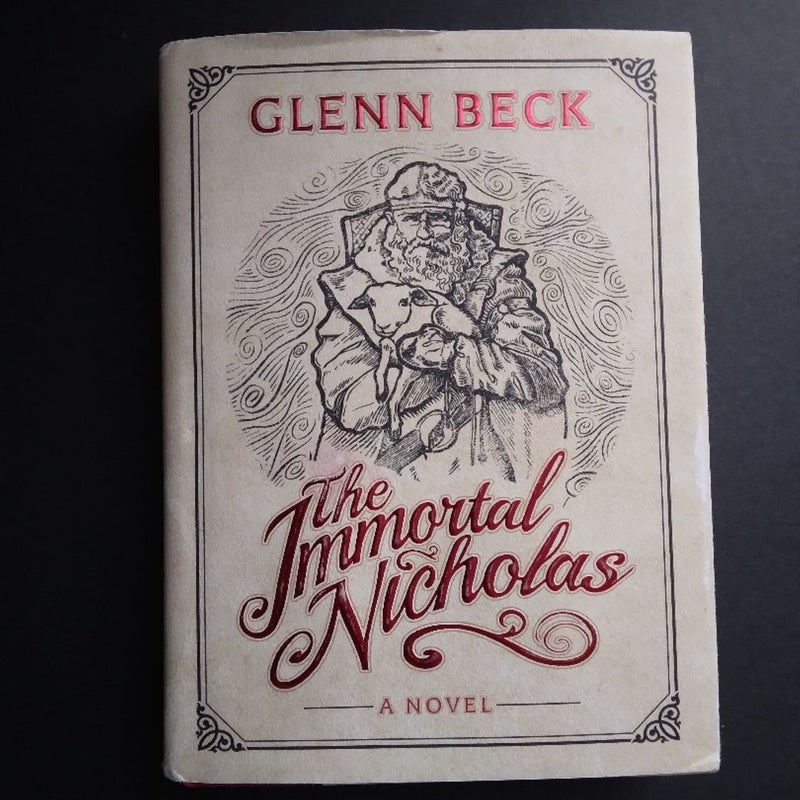 GLENN BECK
The
Immortal
Nicholas
A NOVEL